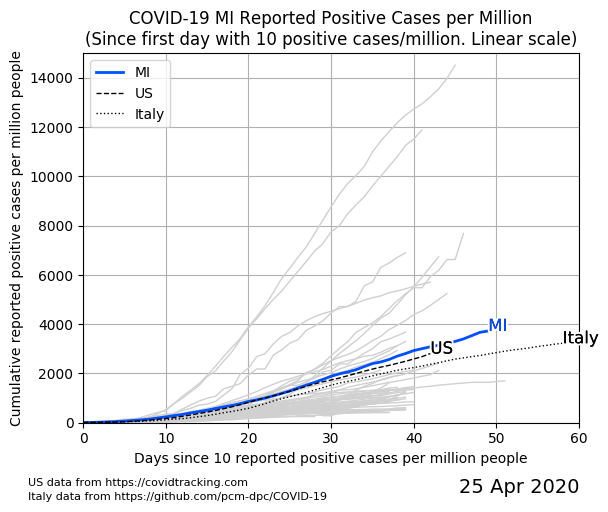 COVID-19 MI Reported Positive Cases per Million
(Since first day with 10 positive cases/million. Linear scale)
Cumulative reported positive cases per million people
14000
12000
10000
8000
6000
4000
2000
0
MI
US
Italy
MI
US
Italy
0 10 20 30 40 50 60
Days since 10 reported positive cases per million people
US data from https://covidtracking.com
Italy data from https://github.com/pcm-dpc/COVID-19
25 Apr 2020